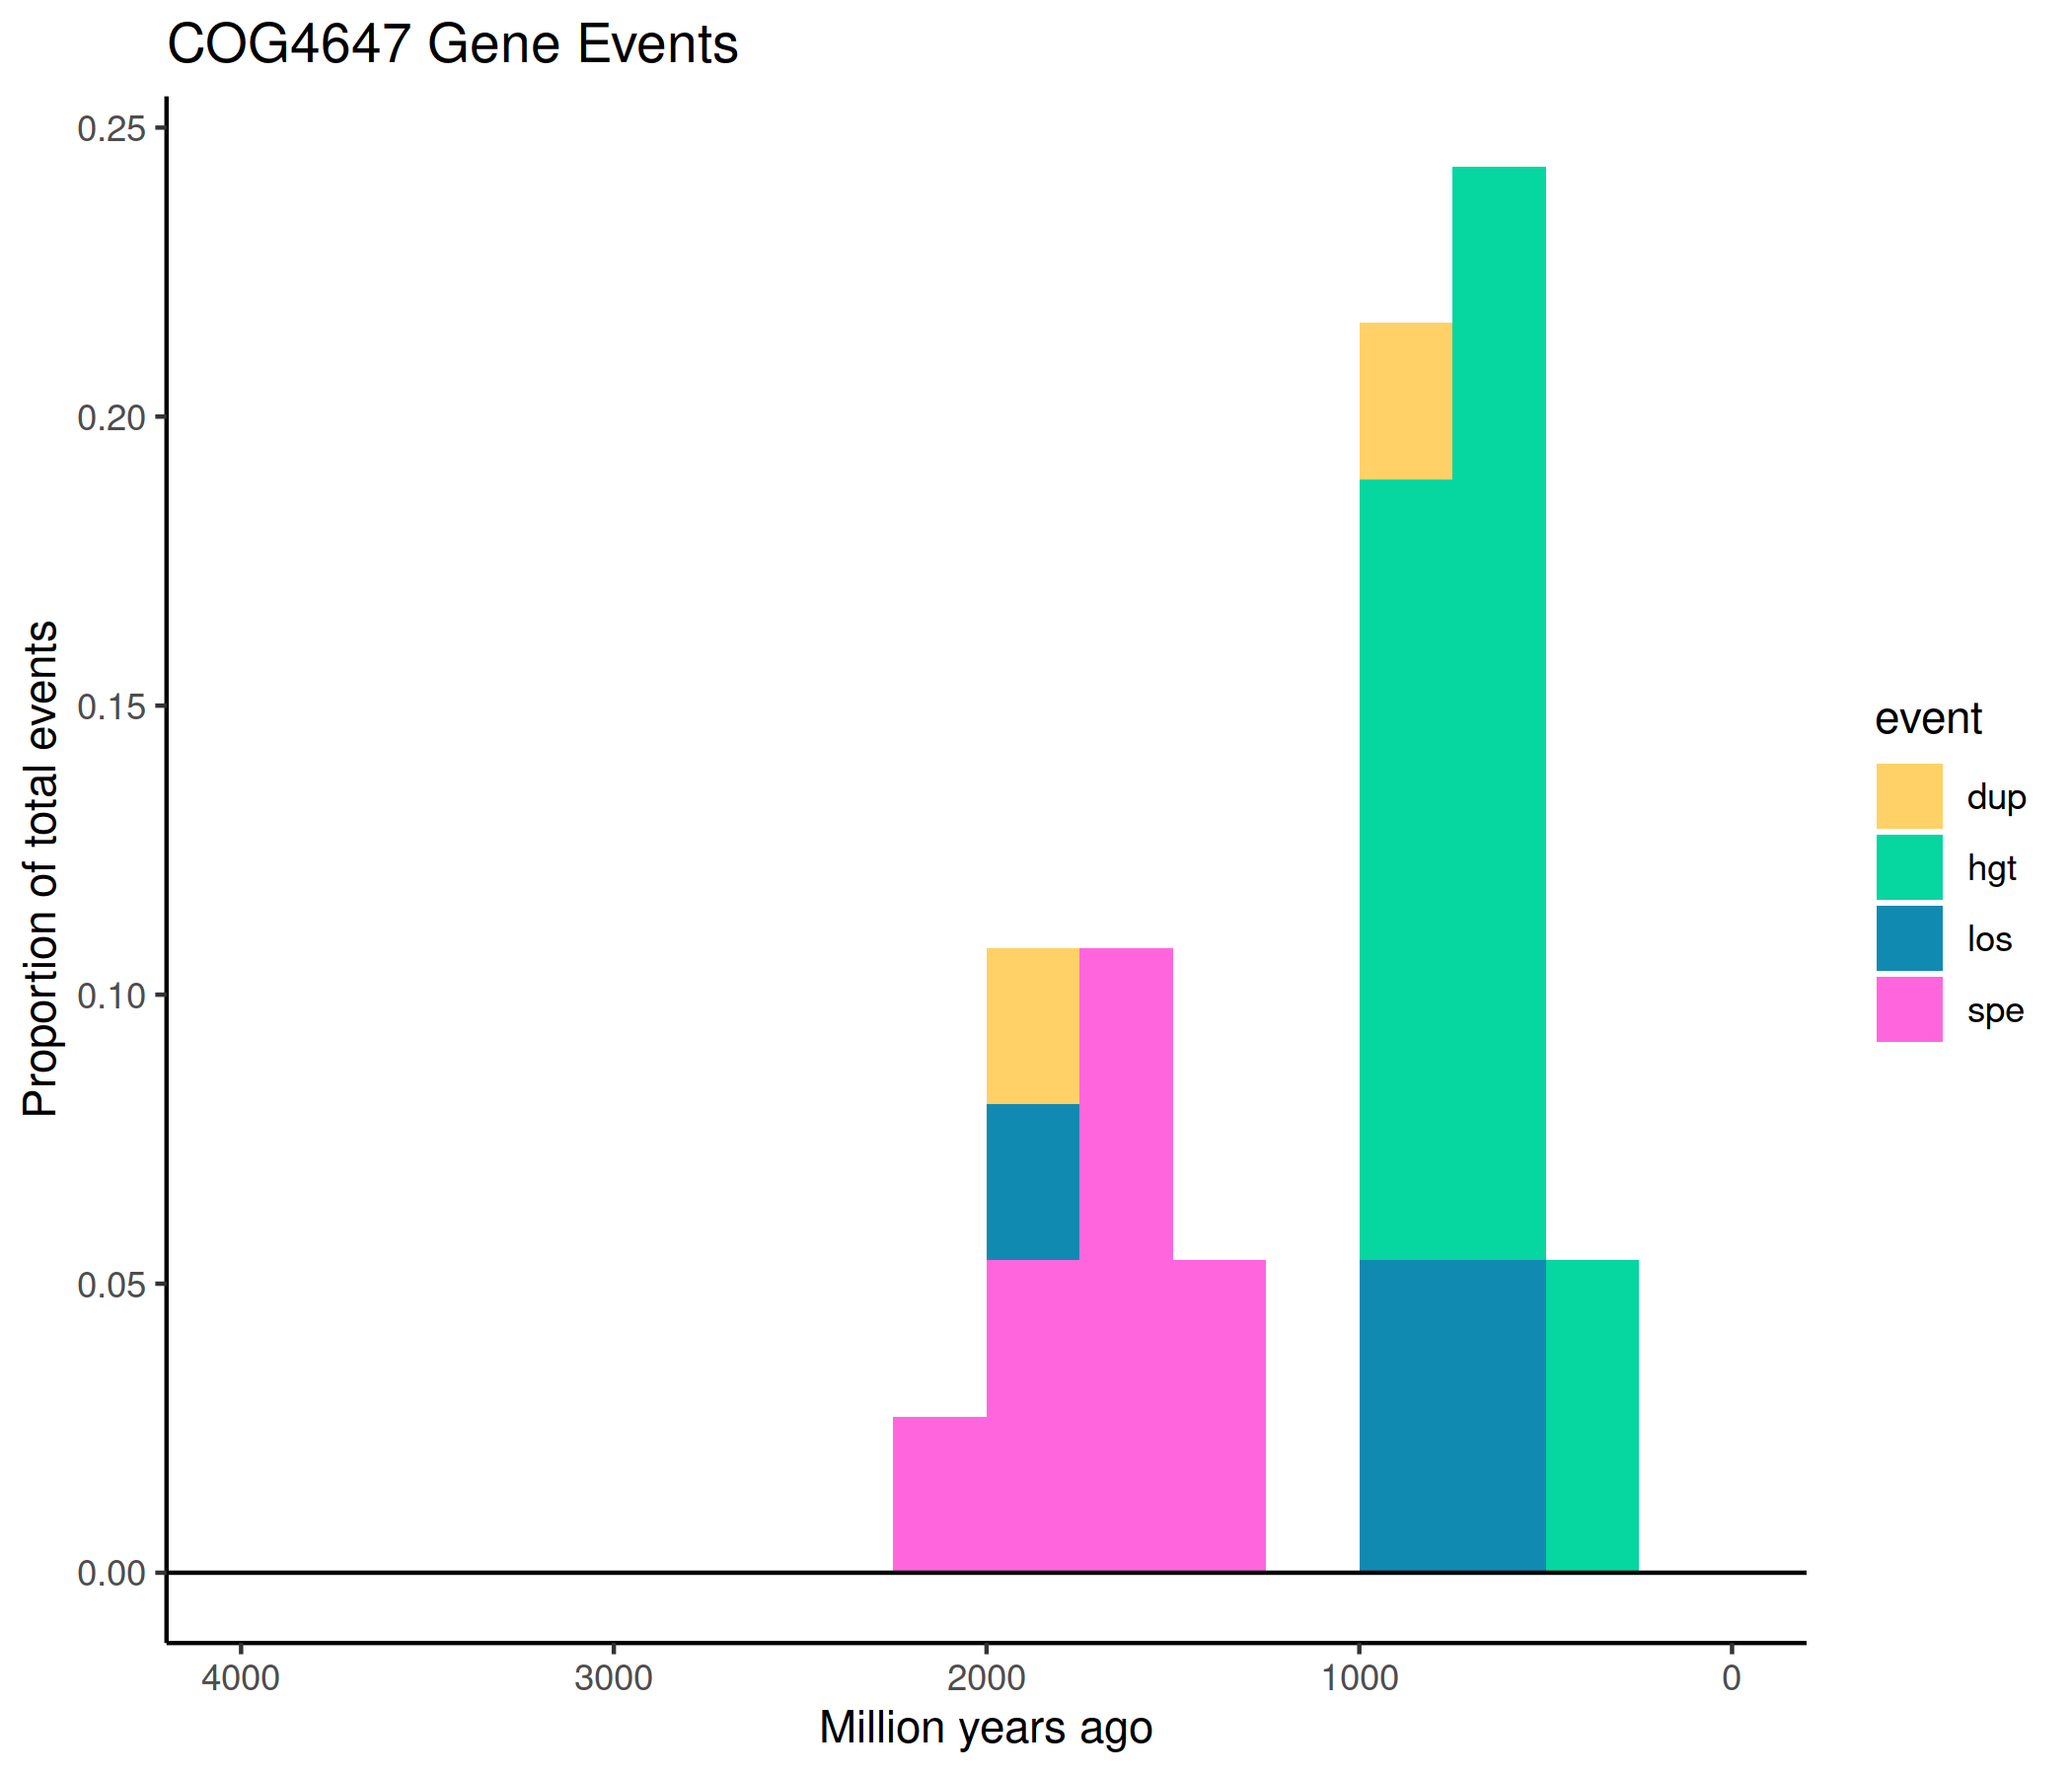 COG4647 Gene Events
Proportion of total events
0.25
0.20
0.15
0.10
0.05
0.00
4000 3000 2000 1000 0
Million years ago
event
dup
hgt
los
spe